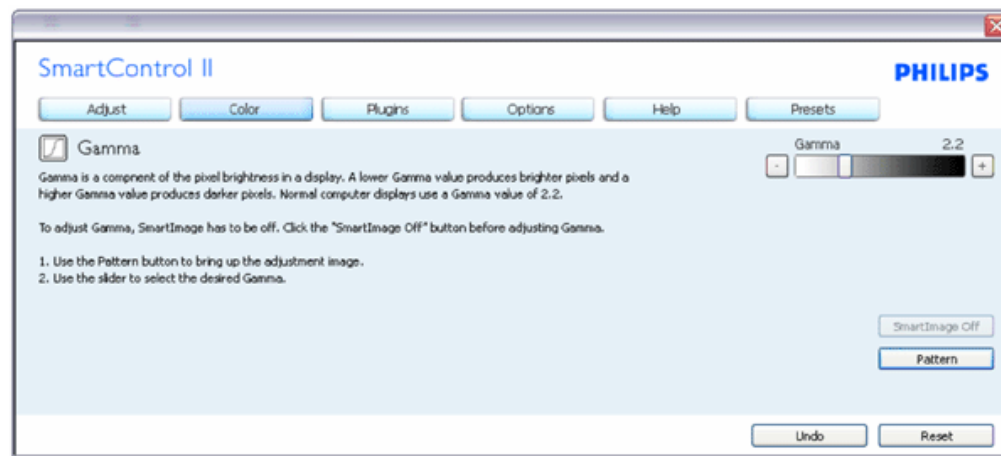 SmartControl II
PHILIPS
Adjust Color Plugins Options Help Presets
Gamma
Gamma 2.2
- +
Gamma is a compnent of the pixel brightness in a display. A lower Gamma value produces brighter pixels and a
higher Gamma value produces darker pixels. Normal computer displays use a Gamma value of 2.2.
To adjust Gamma, SmartImage has to be off. Click the "SmartImage Off" button before adjusting Gamma.
1. Use the Pattern button to bring up the adjustment image.
2. Use the slider to select the desired Gamma.
SmartImage Off
Pattern
Undo Reset